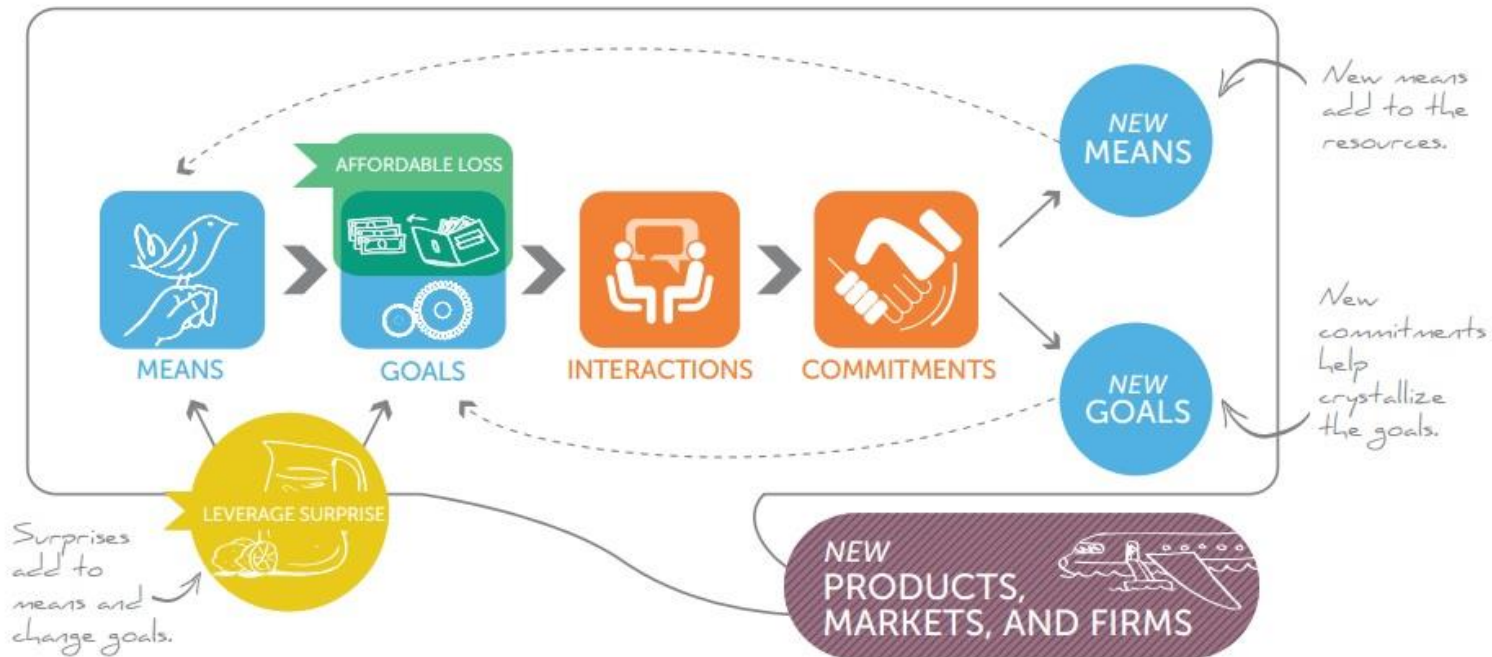 NEW
MEANS
New means
add to the
resources.
AFFORDABLE LOSS
MEANS
GOALS
INTERACTIONS
COMMITMENTS
NEW
GOALS
New
commitments
help
crystallize
the goals.
LEVERAGE SURPRISE
Surprises
add to
means and
change goals.
NEW
PRODUCTS,
MARKETS, AND FIRMS